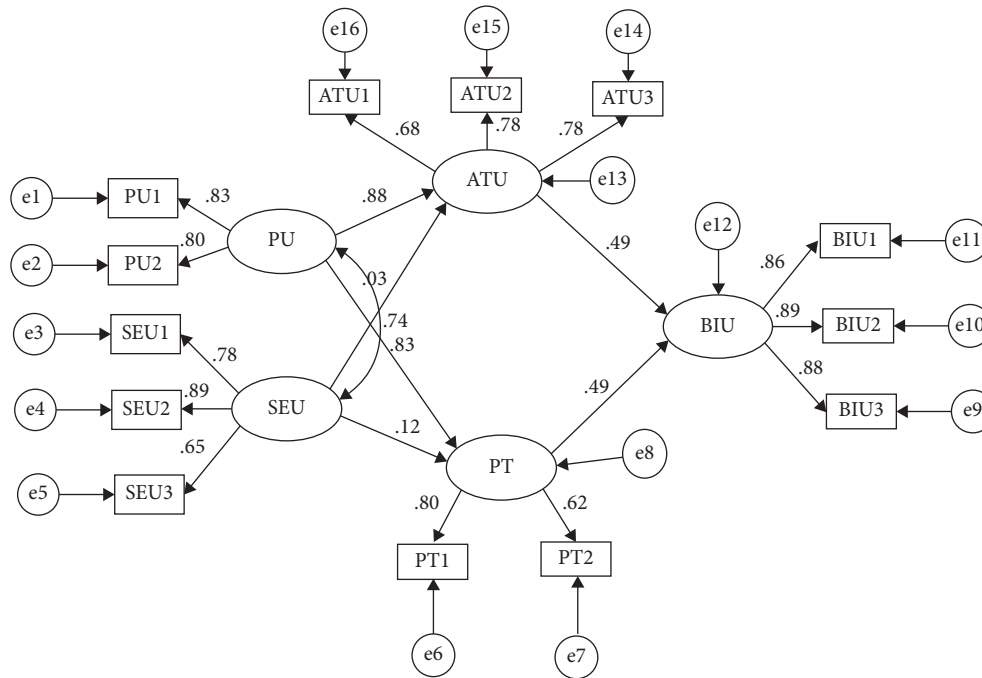 e16
e15
e14
ATU1
ATU2
ATU3
.68
.78
.78
e1
PU1
.83
.88
ATU
e13
e2
PU2
.80
PU
.03
.49
e12
BIU1
e11
.86
e3
SEU1
.78
.74
.83
BIU
.89
BIU2
e10
e4
SEU2
.89
SEU
.12
.49
.88
BIU3
e9
e5
SEU3
.65
PT
e8
.80
.62
PT1
PT2
e6
e7